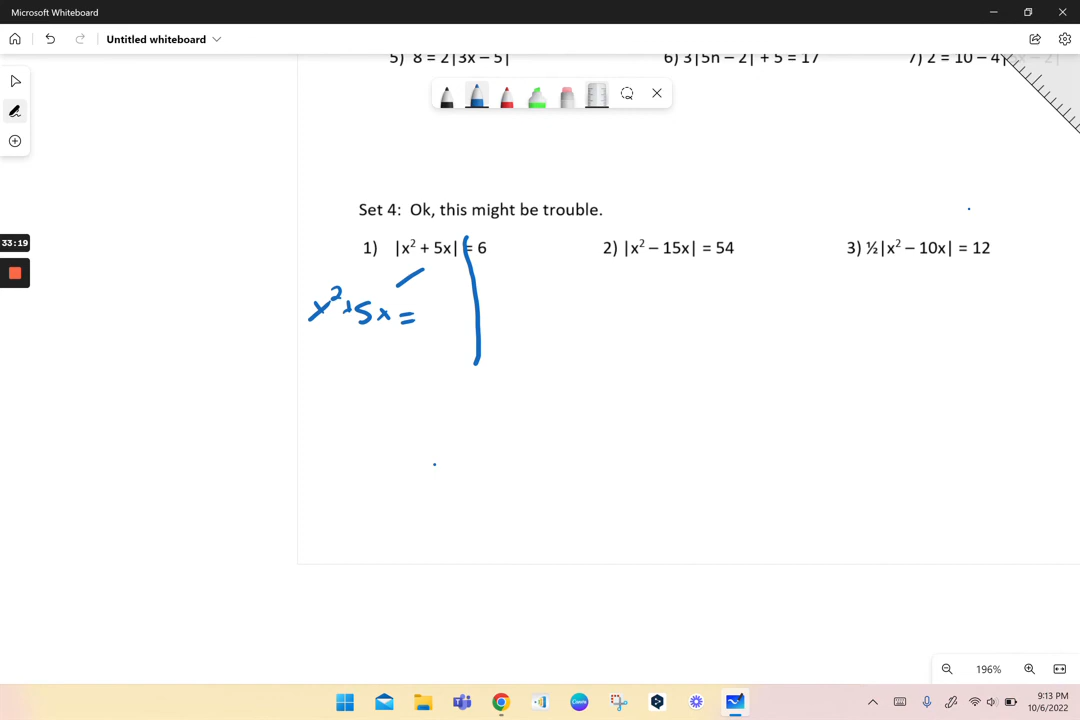 Microsoft Whiteboard
Untitled whiteboard
5) 8 = 2|3x – 5|
6) 3|5n – 2| + 5 = 17
7) 2 = 10 – 4|x – 2|
33:19
Set 4: Ok, this might be trouble.
1) |x² + 5x| = 6
2) |x² – 15x| = 54
3) ½|x² – 10x| = 12
x² + 5x =
196%
9:13 PM
10/6/2022